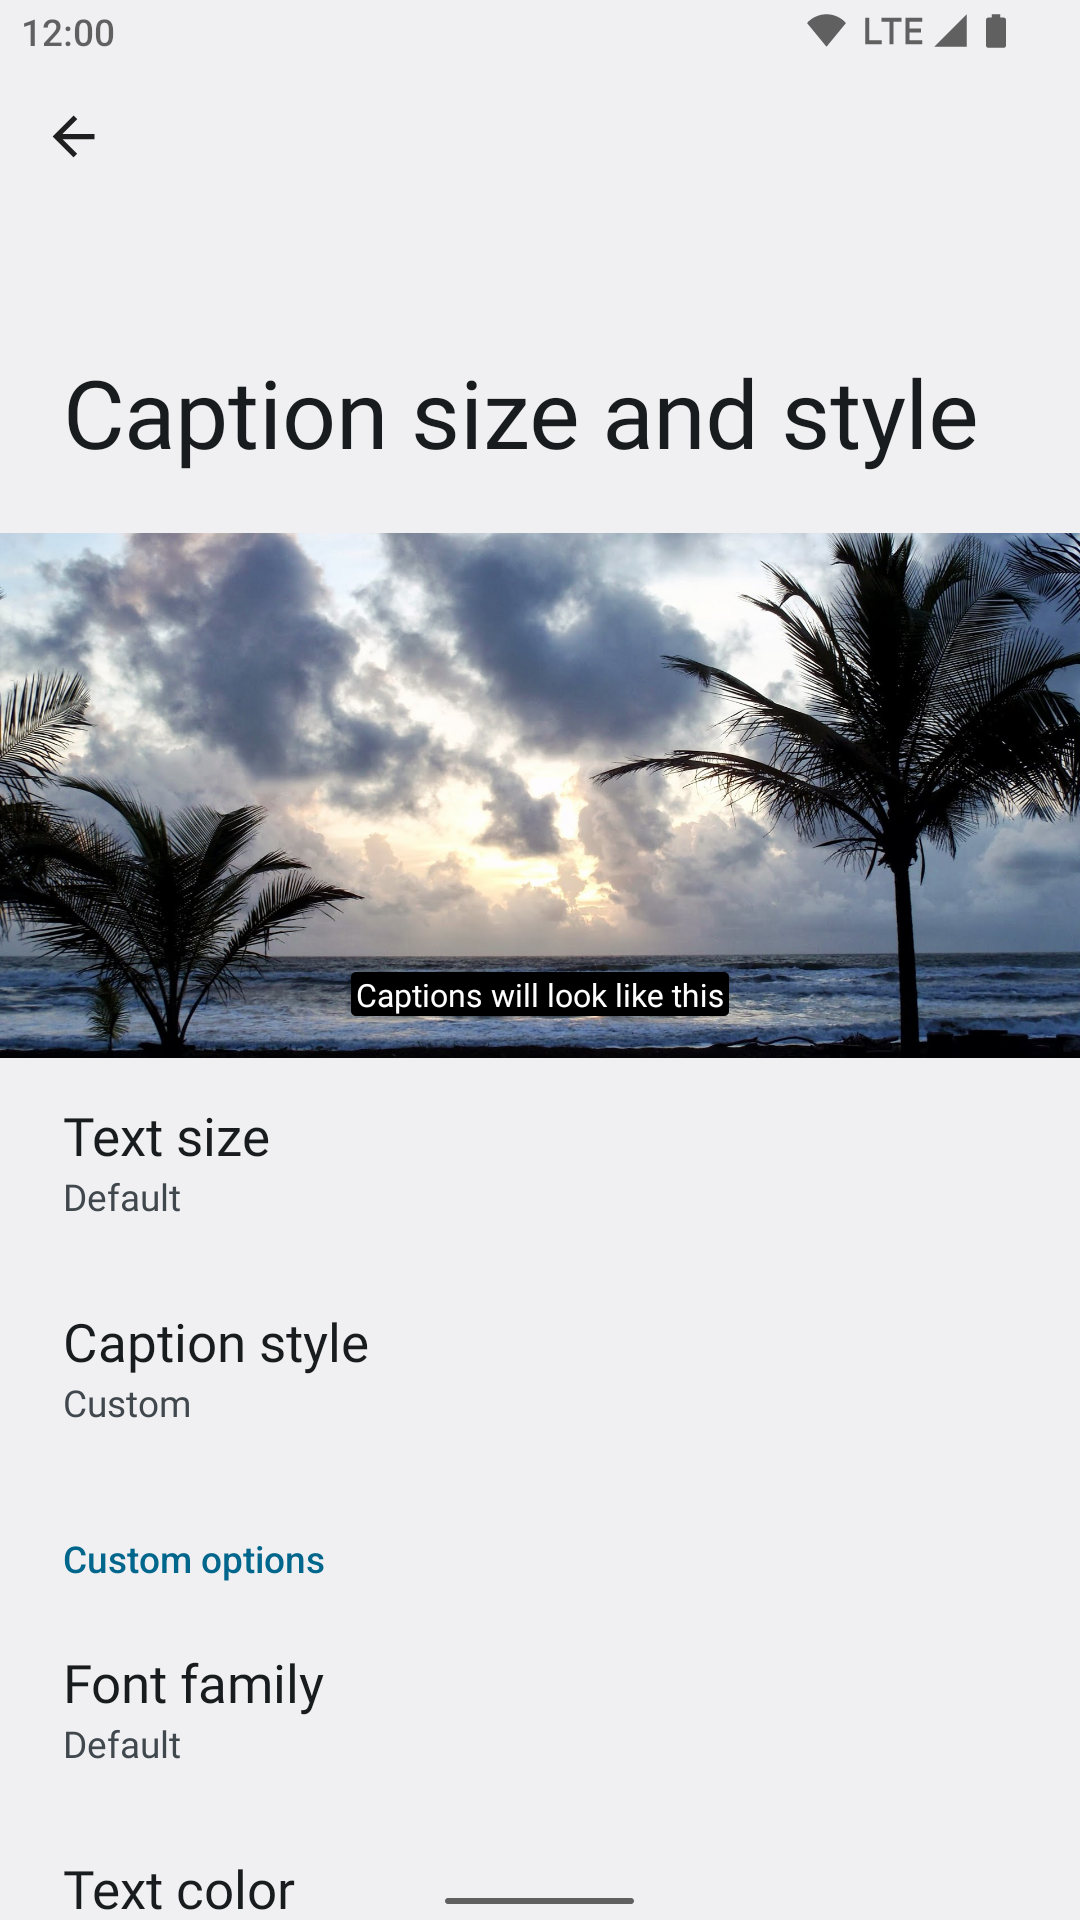 12:00 LTE
Caption size and style
Captions will look like this
Text size
Default
Caption style
Custom
Custom options
Font family
Default
Text color